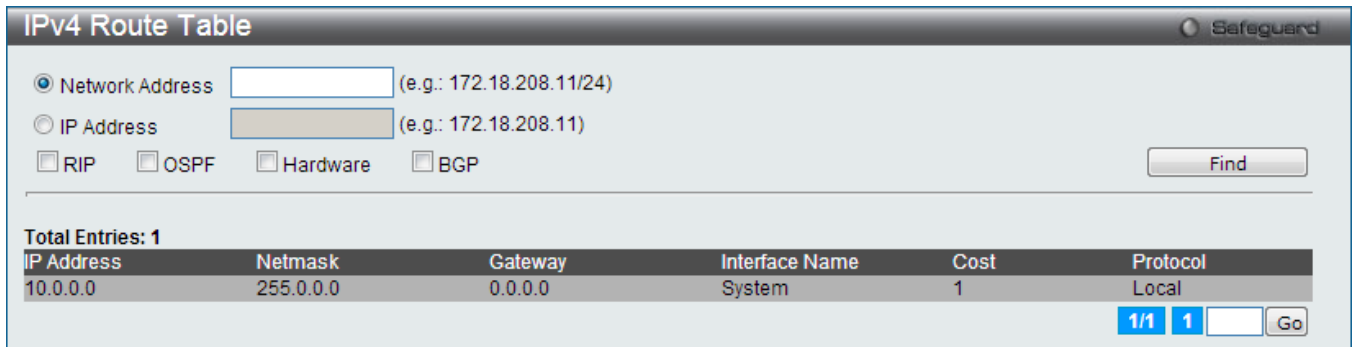 IPv4 Route Table Safeguard
Network Address (e.g.: 172.18.208.11/24)
IP Address (e.g.: 172.18.208.11)
RIP OSPF Hardware BGP Find
Total Entries: 1
IP Address Netmask Gateway Interface Name Cost Protocol
10.0.0.0 255.0.0.0 0.0.0.0 System 1 Local
1/1 1 Go